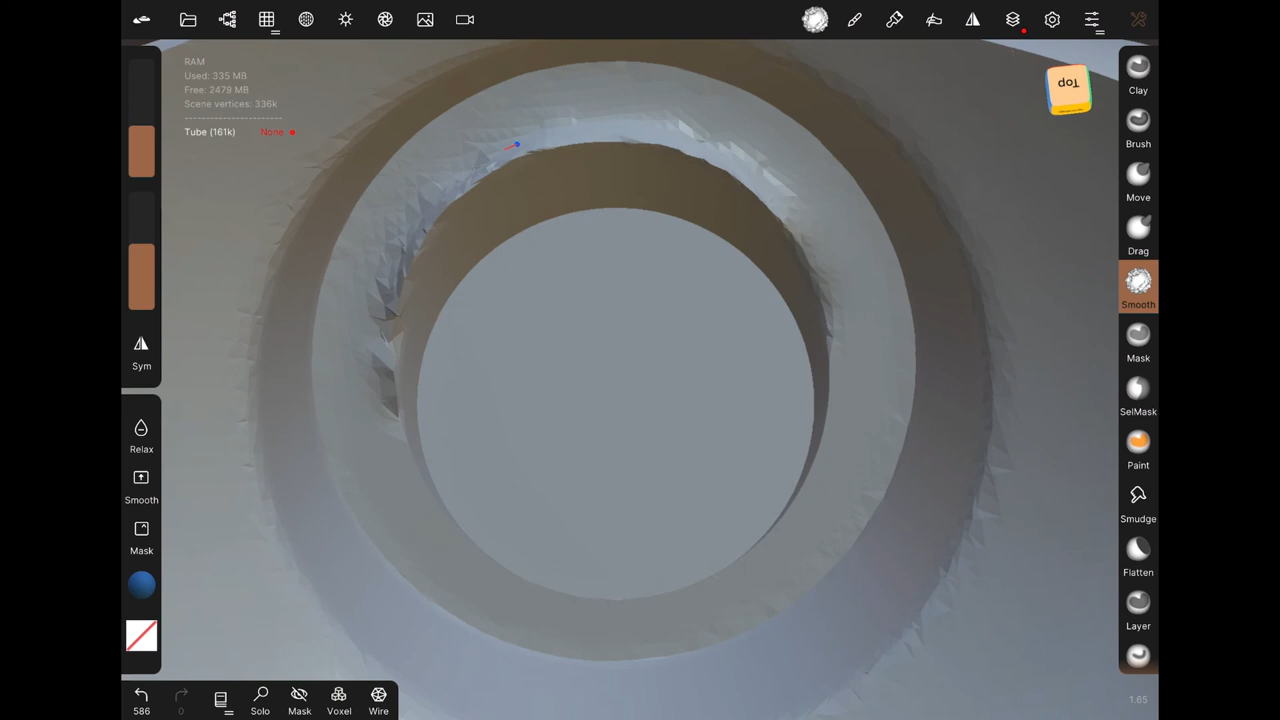 RAM
Used: 335 MB
Free: 2479 MB
Scene vertices: 336k
Tube (161k) None
Top
Sym
Relax
Smooth
Mask
586
0
Solo
Mask
Voxel
Wire
Clay
Brush
Move
Drag
Smooth
Mask
SelMask
Paint
Smudge
Flatten
Layer
1.65